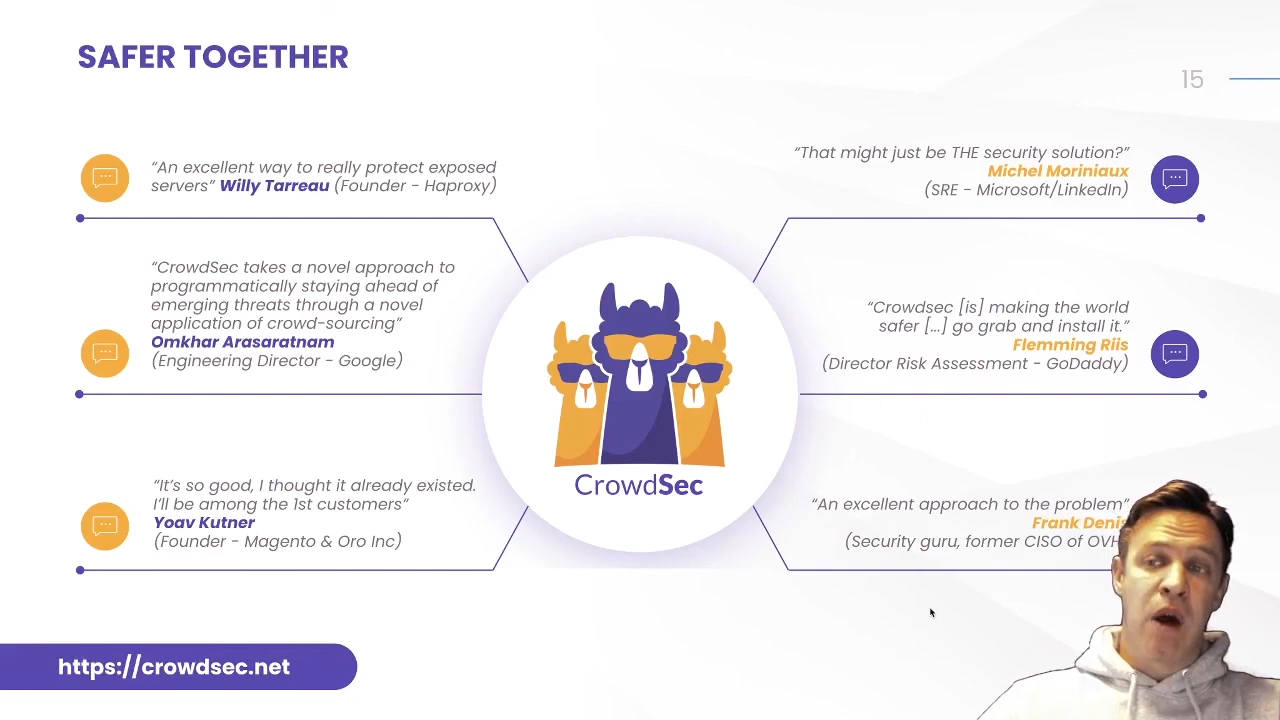 SAFER TOGETHER
15
“An excellent way to really protect exposed
servers” Willy Tarreau (Founder - Haproxy)
“CrowdSec takes a novel approach to
programmatically staying ahead of
emerging threats through a novel
application of crowd-sourcing”
Omkhar Arasaratnam
(Engineering Director - Google)
“It’s so good, I thought it already existed.
I’ll be among the 1st customers”
Yoav Kutner
(Founder - Magento & Oro Inc)
CrowdSec
“That might just be THE security solution?”
Michel Moriniaux
(SRE - Microsoft/LinkedIn)
“Crowdsec [is] making the world
safer [...] go grab and install it.”
Flemming Riis
(Director Risk Assessment - GoDaddy)
“An excellent approach to the problem”
Frank Denis
(Security guru, former CISO of OVH
https://crowdsec.net